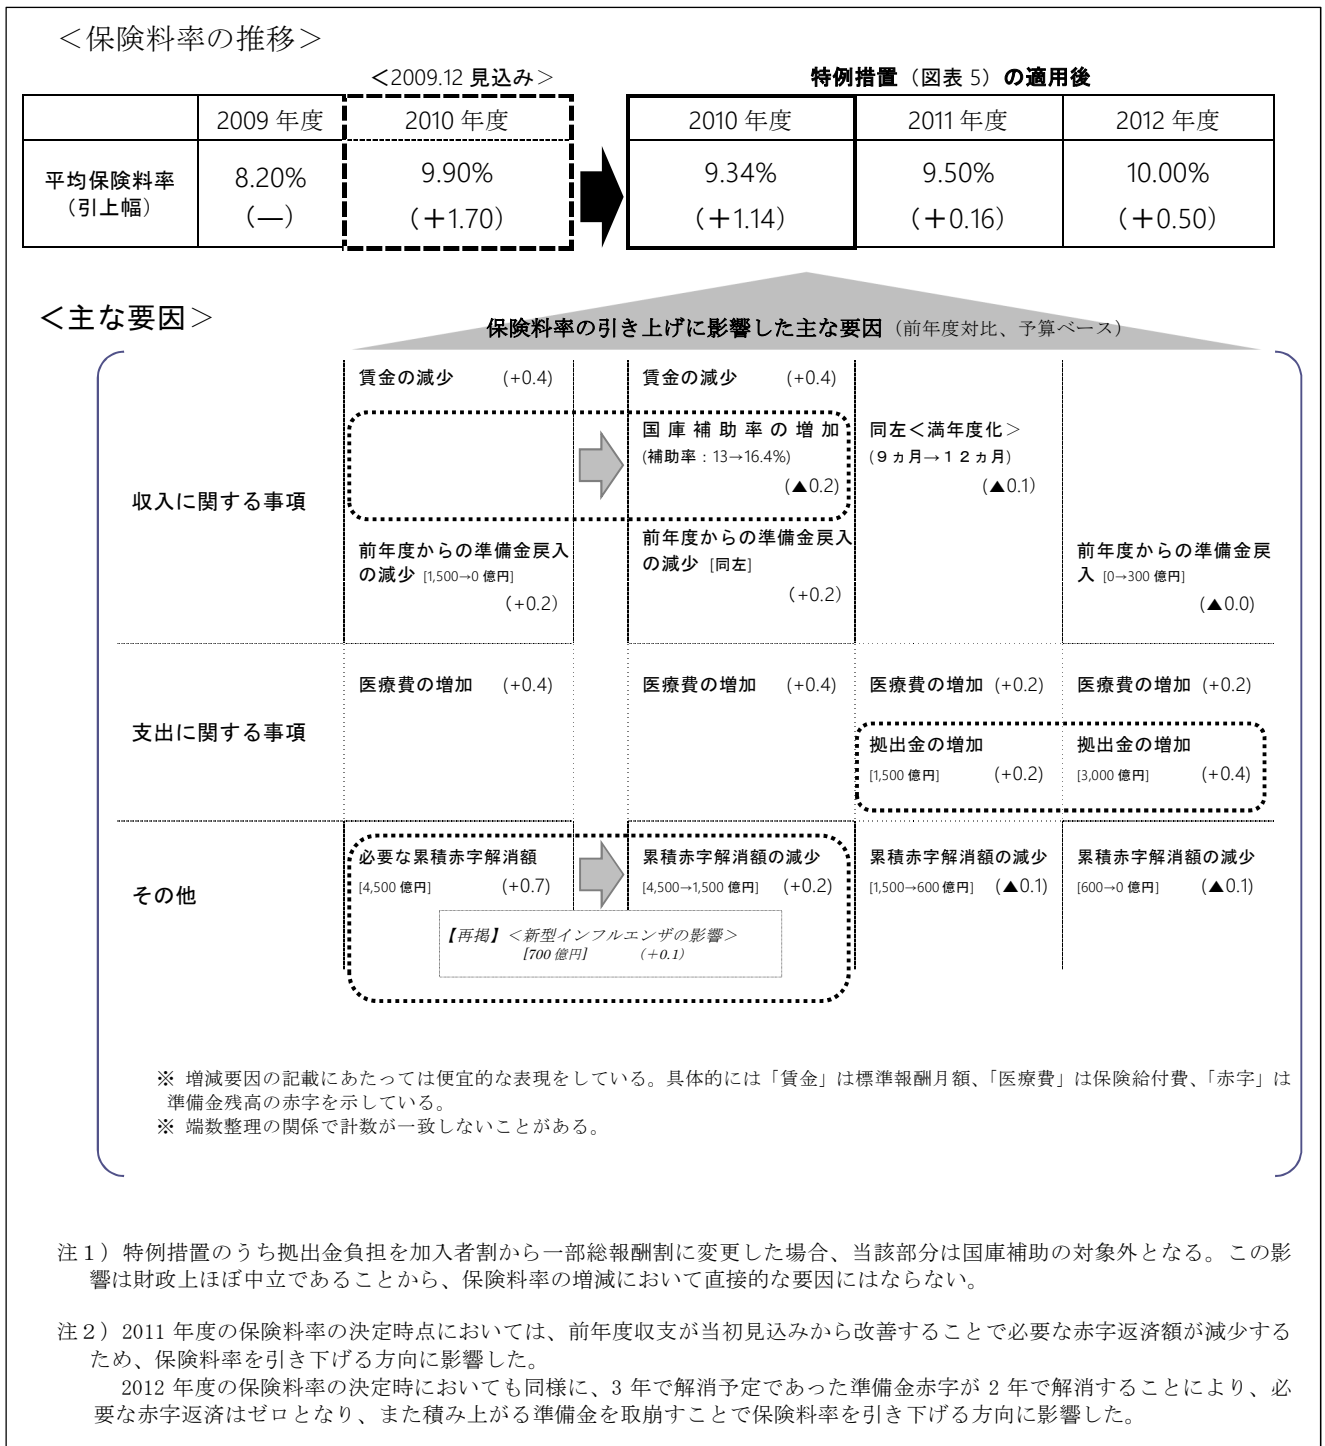 ＜保険料率の推移＞
＜2009.12 見込み＞
特例措置（図表 5）の適用後
2009 年度 2010 年度 2010 年度 2011 年度 2012 年度
平均保険料率
（引上幅）
8.20% 9.90% 9.34% 9.50% 10.00%
（―） （＋1.70） （＋1.14） （＋0.16） （＋0.50）
＜主な要因＞
保険料率の引き上げに影響した主な要因（前年度対比、予算ベース）
収入に関する事項
賃金の減少 (+0.4)
前年度からの準備金戻入
の減少 [1,500→0 億円]
（+0.2）
賃金の減少 (+0.4)
国庫補助率の増加
(補助率：13→16.4%)
(▲0.2)
前年度からの準備金戻入
の減少 [同左]
（+0.2）
同左＜満年度化＞
(９ヵ月→１２ヵ月)
(▲0.1）
前年度からの準備金戻
入 [0→300 億円]
(▲0.0)
支出に関する事項
医療費の増加 (+0.4)
医療費の増加 (+0.4)
医療費の増加 (+0.2)
拠出金の増加
[1,500 億円] (+0.2)
医療費の増加 (+0.2)
拠出金の増加
[3,000 億円] (+0.4)
その他
必要な累積赤字解消額
[4,500 億円] (+0.7)
累積赤字解消額の減少
[4,500→1,500 億円] (+0.2)
累積赤字解消額の減少
[1,500→600 億円] (▲0.1)
累積赤字解消額の減少
[600→0 億円] (▲0.1)
【再掲】＜新型インフルエンザの影響＞
[700 億円] （+0.1）
※ 増減要因の記載にあたっては便宜的な表現をしている。具体的には「賃金」は標準報酬月額、「医療費」は保険給付費、「赤字」は
準備金残高の赤字を示している。
※ 端数整理の関係で計数が一致しないことがある。
注１）特例措置のうち拠出金負担を加入者割から一部総報酬割に変更した場合、当該部分は国庫補助の対象外となる。この影
響は財政上ほぼ中立であることから、保険料率の増減において直接的な要因にはならない。
注２）2011 年度の保険料率の決定時点においては、前年度収支が当初見込みから改善することで必要な赤字返済額が減少する
ため、保険料率を引き下げる方向に影響した。
2012 年度の保険料率の決定時においても同様に、3 年で解消予定であった準備金赤字が 2 年で解消することにより、必
要な赤字返済はゼロとなり、また積み上がる準備金を取崩すことで保険料率を引き下げる方向に影響した。